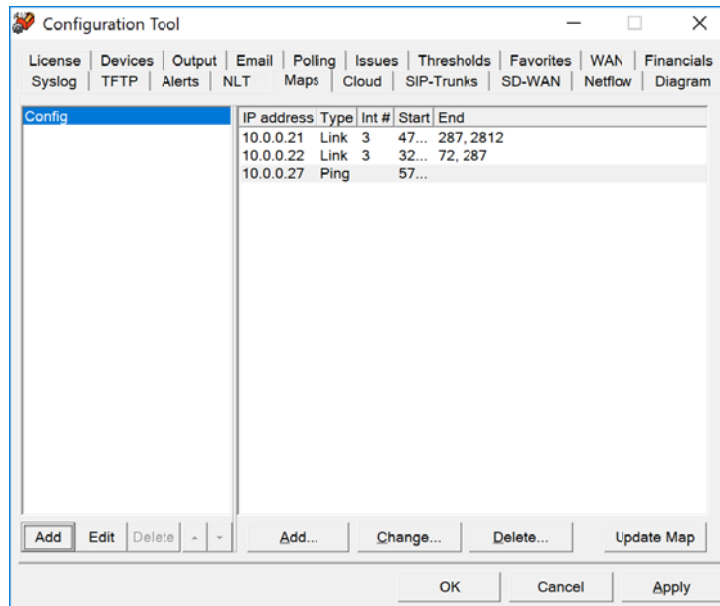 Configuration Tool
License Devices Output Email Polling Issues Thresholds Favorites WAN Financials
Syslog TFTP Alerts NLT Maps Cloud SIP-Trunks SD-WAN Netflow Diagram
Config
IP address Type Int # Start End
10.0.0.21 Link 3 47... 287, 2812
10.0.0.22 Link 3 32... 72, 287
10.0.0.27 Ping 57...
Add Edit Delete Add... Change... Delete... Update Map
OK Cancel Apply